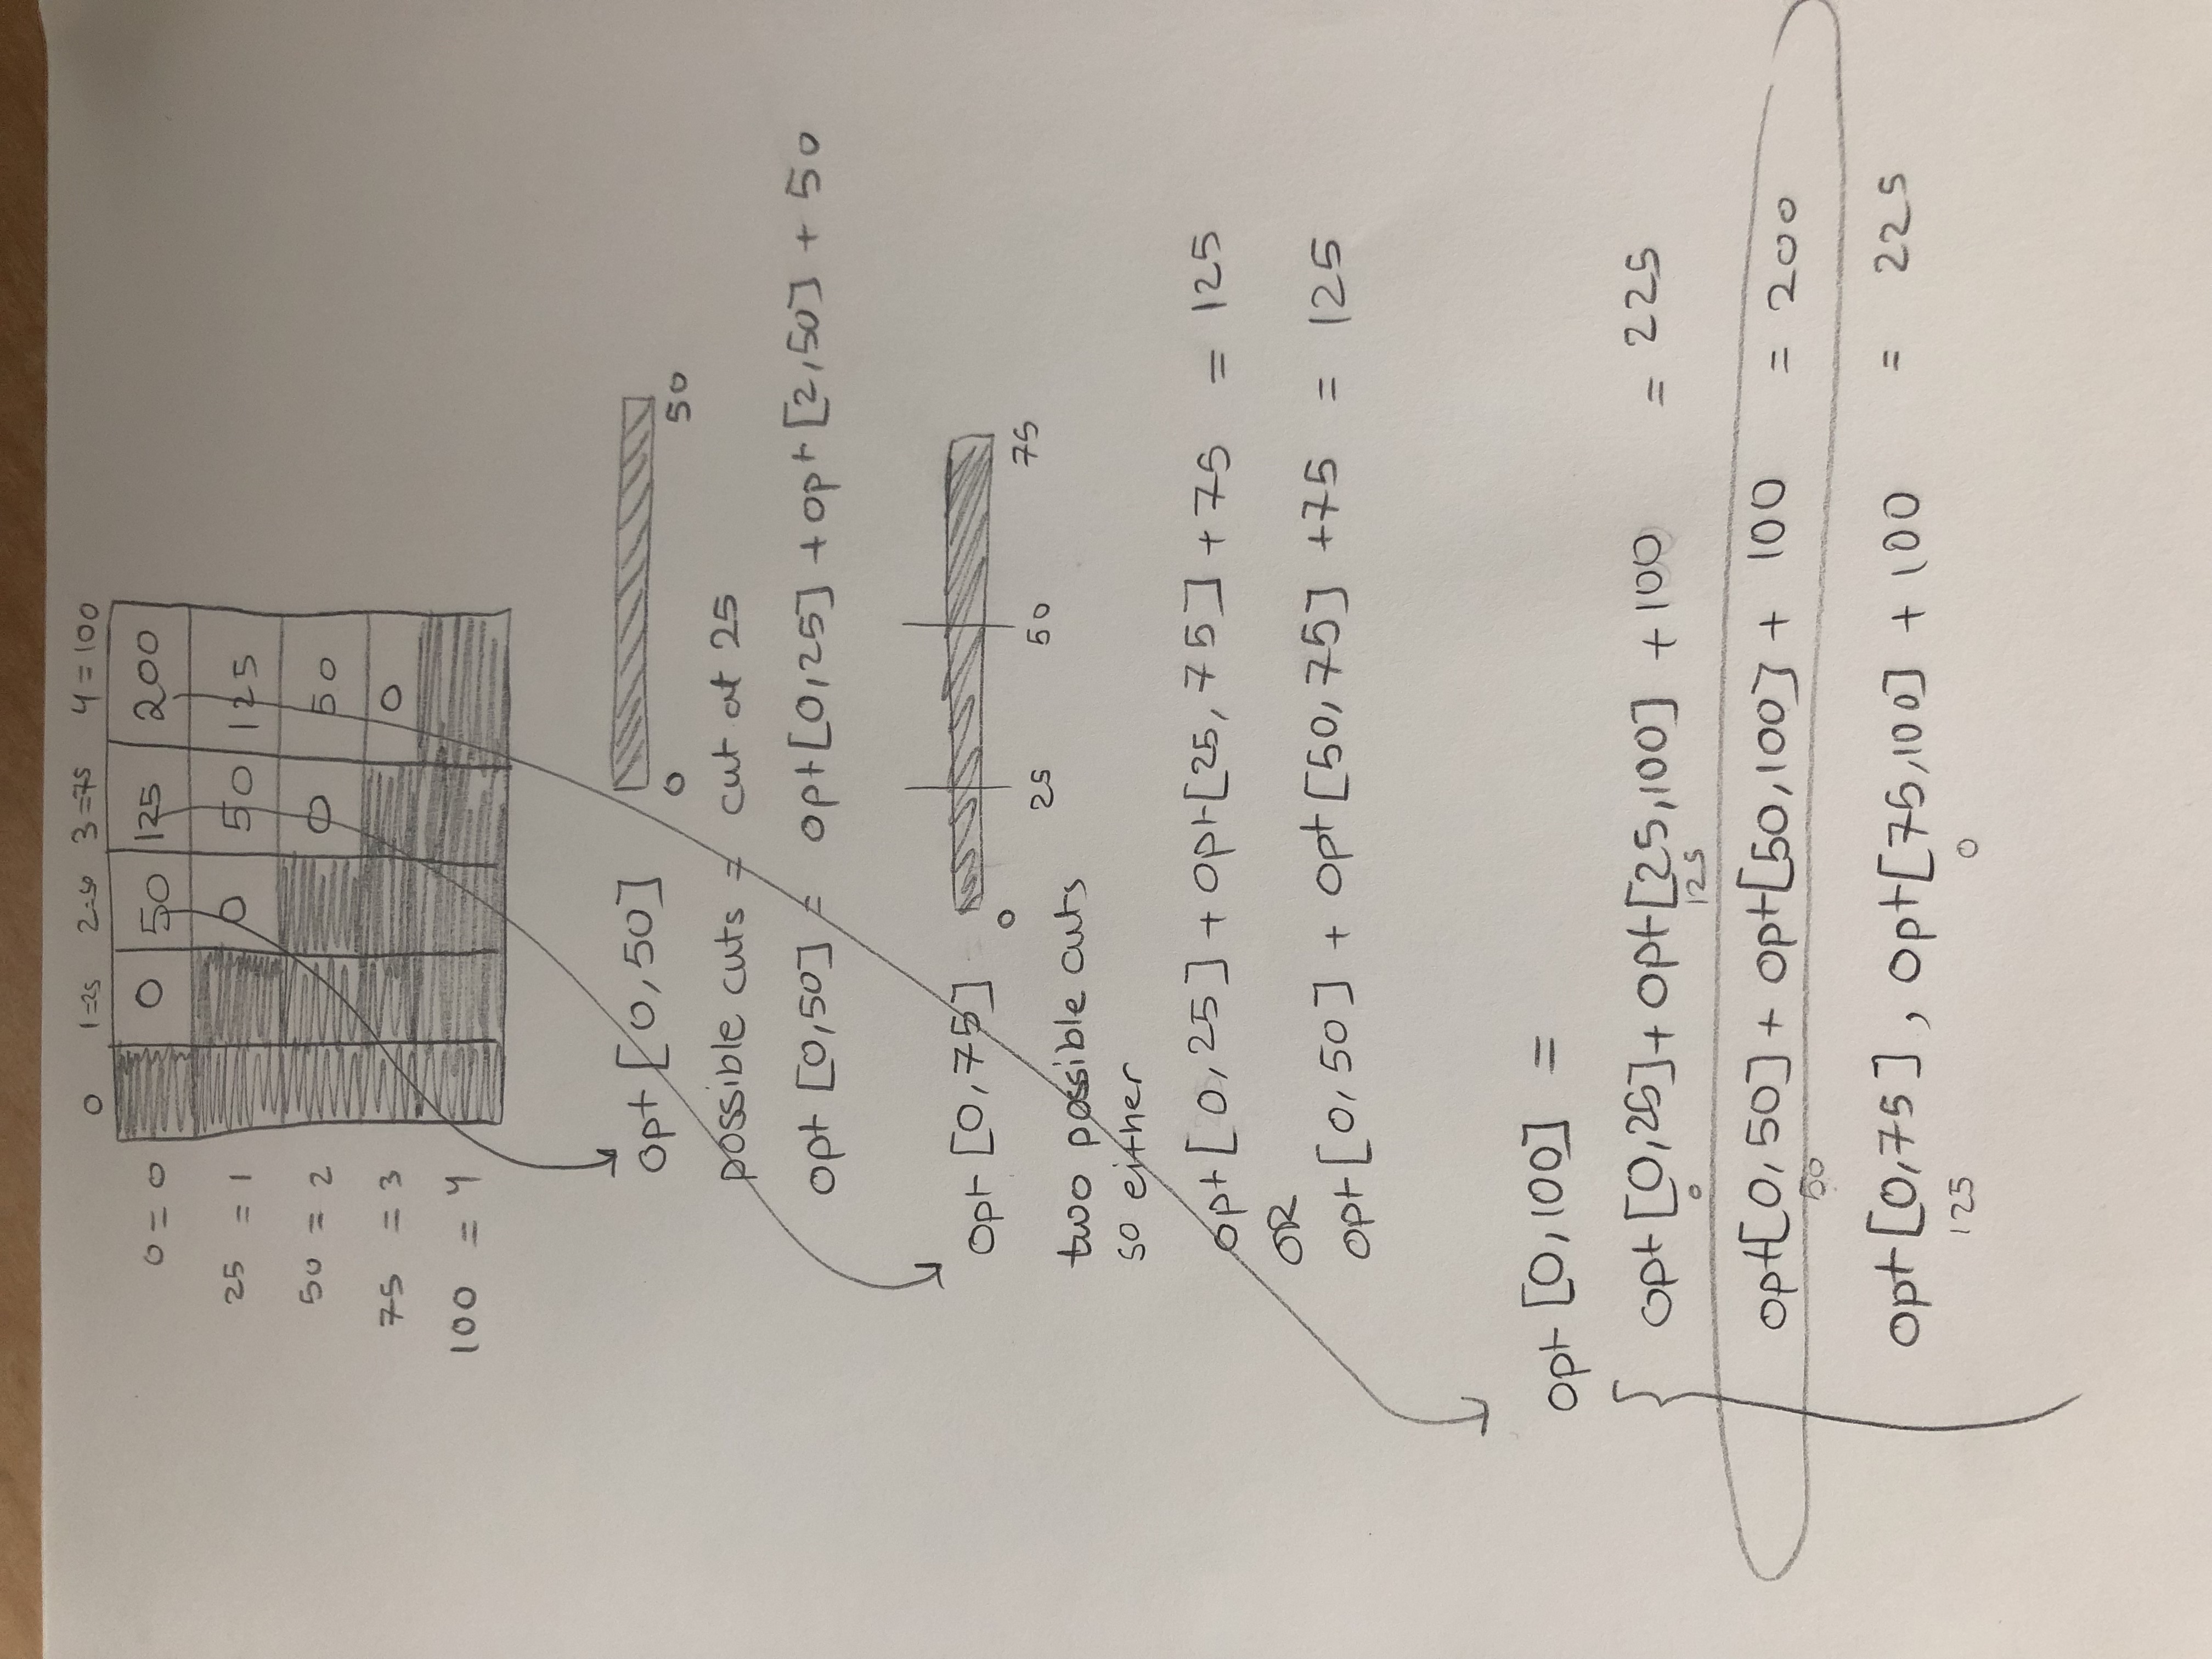 0 1=25 2=50 3=75 4=100
0 = 0 0 50 125 200
25 = 1 0 50 125
50 = 2 0 50
75 = 3 0
100 = 4
opt [0,50]
0 50
possible cuts = cut at 25
opt [0,50] = opt[0,25] + opt [2,50] + 50
opt [0,75]
0 25 50 75
two possible cuts
so either
opt [0,25] + opt[25,75] + 75 = 125
OR
opt [0,50] + opt [50,75] +75 = 125
opt [0,100] =
opt [0,25] + opt[25,100] + 100 = 225
0 125
opt[0,50] + opt[50,100] + 100 = 200
50
opt [0,75] , opt[75,100] + 100 = 225
125 0